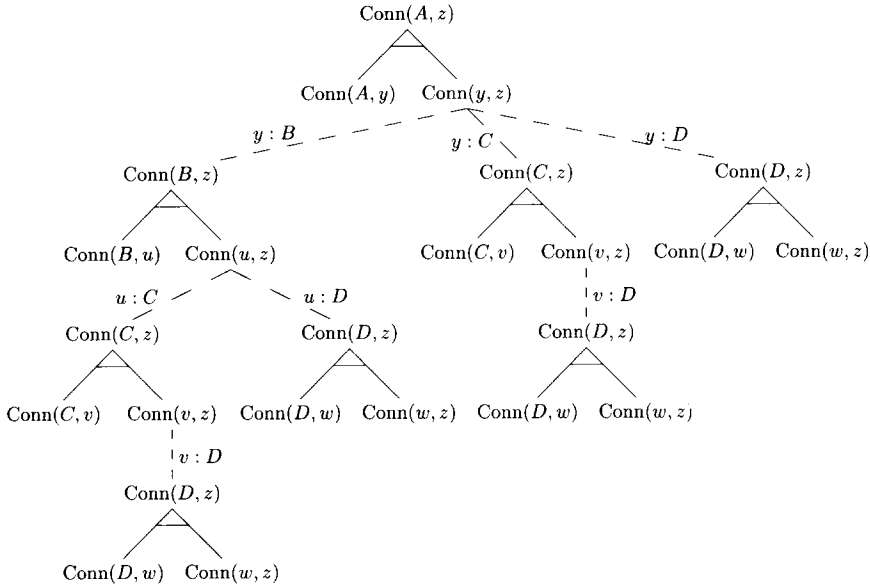 Conn(A, z)
Conn(A, y) Conn(y, z)
y : B y : C y : D
Conn(B, z) Conn(C, z) Conn(D, z)
Conn(B, u) Conn(u, z) Conn(C, v) Conn(v, z) Conn(D, w) Conn(w, z)
u : C u : D v : D
Conn(C, z) Conn(D, z) Conn(D, z)
Conn(C, v) Conn(v, z) Conn(D, w) Conn(w, z) Conn(D, w) Conn(w, z)
v : D
Conn(D, z)
Conn(D, w) Conn(w, z)